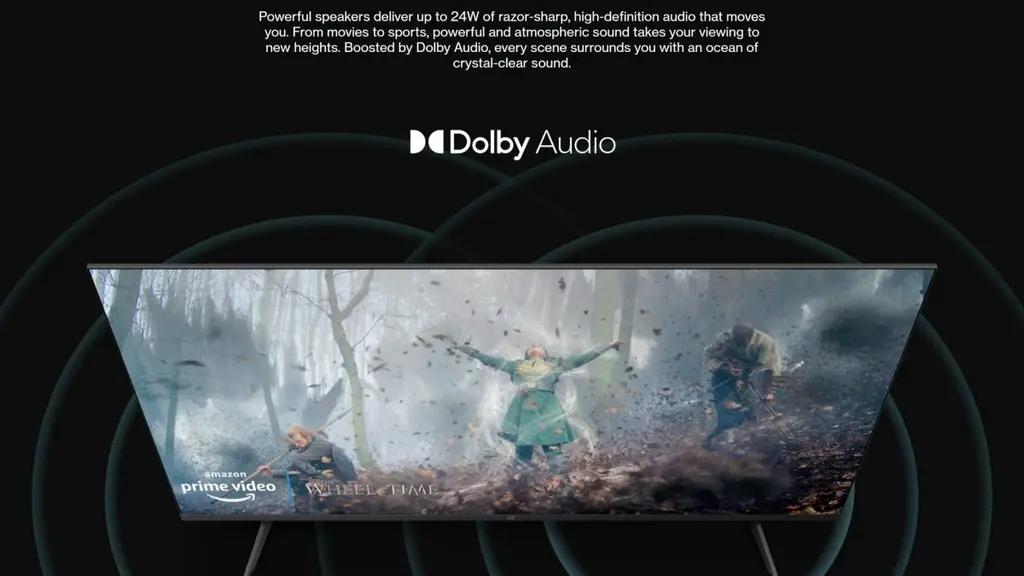 Powerful speakers deliver up to 24W of razor-sharp, high-definition audio that moves
you. From movies to sports, powerful and atmospheric sound takes your viewing to
new heights. Boosted by Dolby Audio, every scene surrounds you with an ocean of
crystal-clear sound.
Dolby Audio
amazon
prime video
THE
WHEEL OF TIME